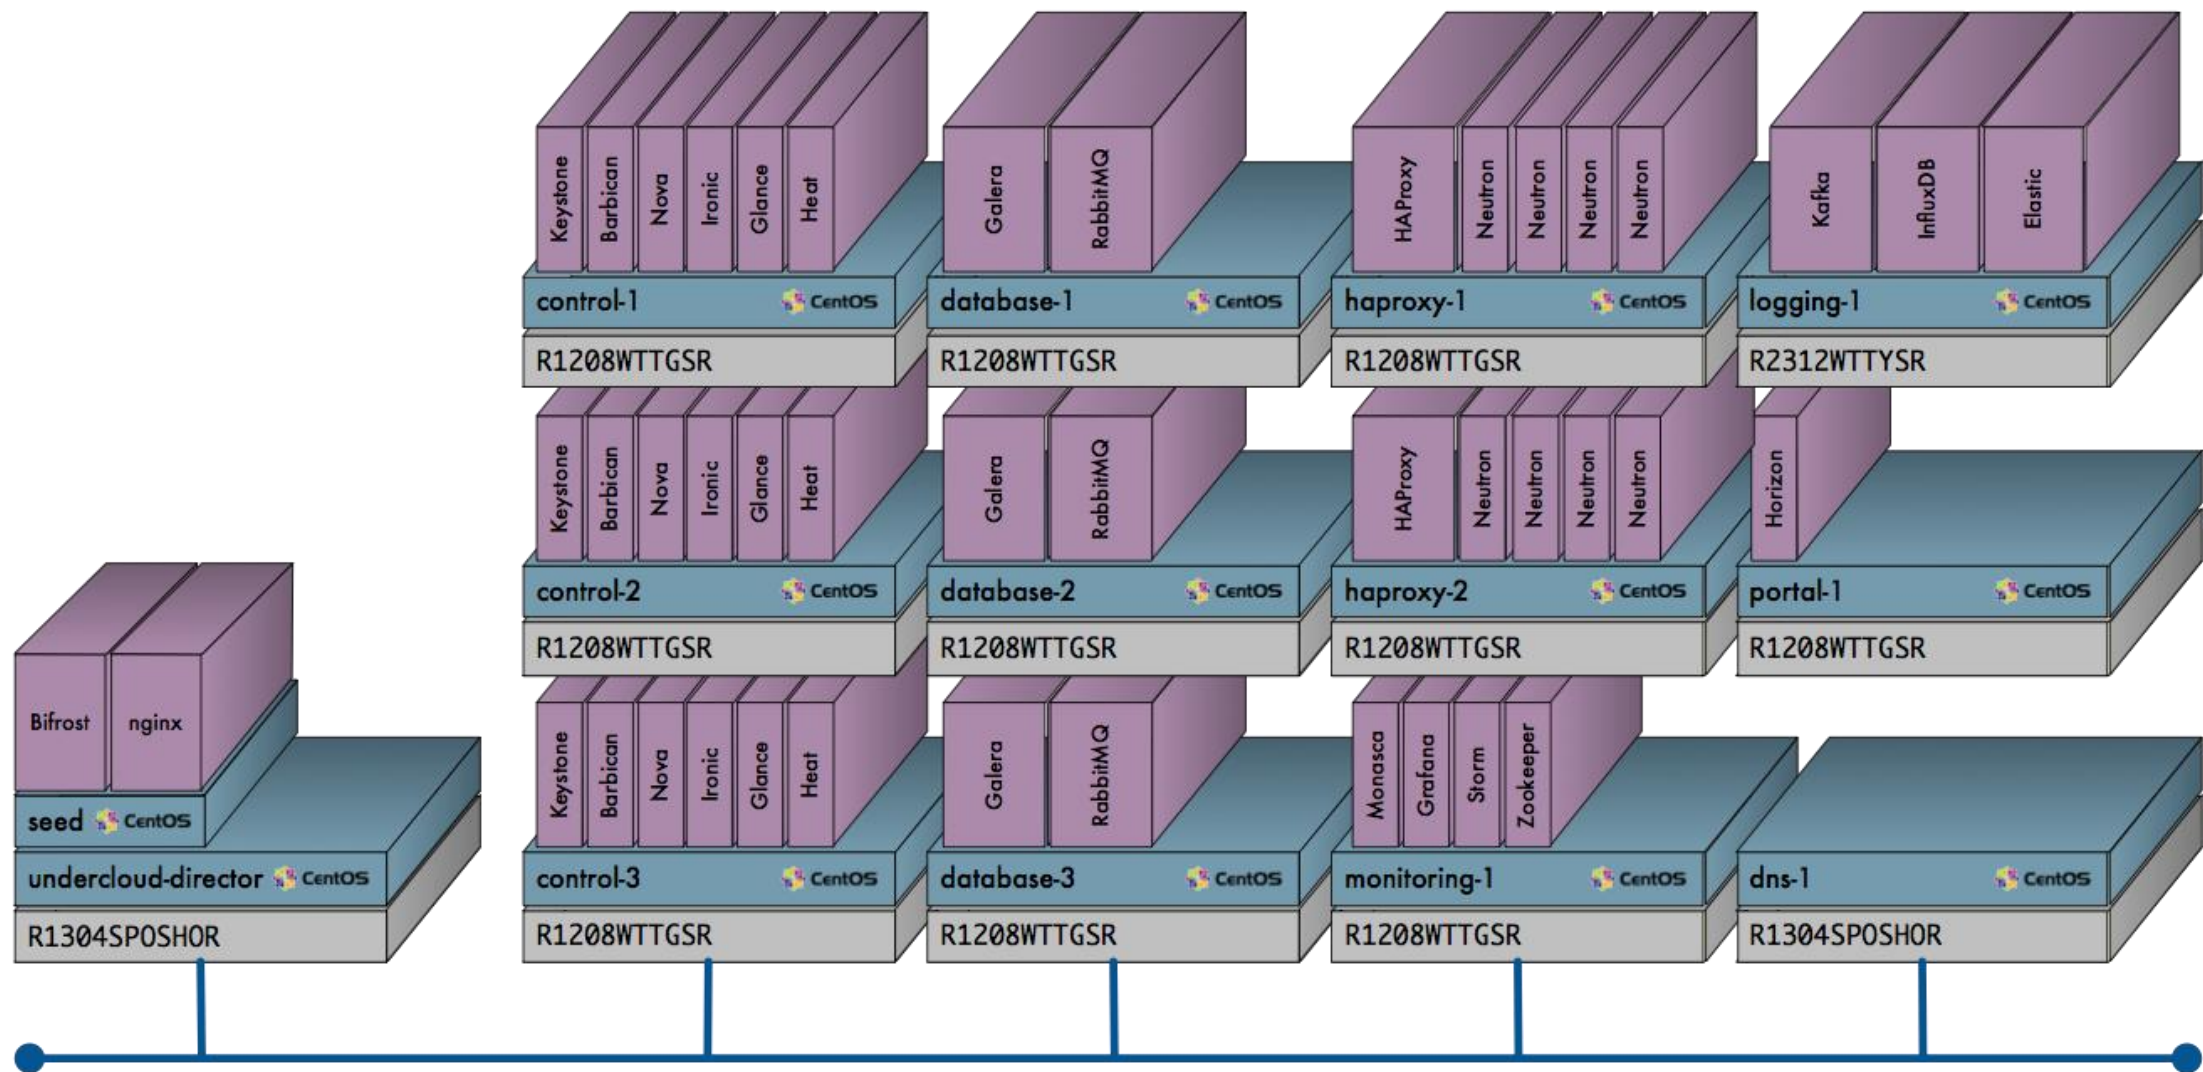 Keystone
Barbican
Nova
Ironic
Glance
Heat
control-1 CentOS
R1208WTTGSR
Galera
RabbitMQ
database-1 CentOS
R1208WTTGSR
HAProxy
Neutron
Neutron
Neutron
Neutron
haproxy-1 CentOS
R1208WTTGSR
Kafka
InfluxDB
Elastic
logging-1 CentOS
R2312WTTYSR
Keystone
Barbican
Nova
Ironic
Glance
Heat
control-2 CentOS
R1208WTTGSR
Galera
RabbitMQ
database-2 CentOS
R1208WTTGSR
HAProxy
Neutron
Neutron
Neutron
Neutron
haproxy-2 CentOS
R1208WTTGSR
Horizon
portal-1 CentOS
R1208WTTGSR
Bifrost
nginx
seed CentOS
undercloud-director CentOS
R1304SPOSHOR
Keystone
Barbican
Nova
Ironic
Glance
Heat
control-3 CentOS
R1208WTTGSR
Galera
RabbitMQ
database-3 CentOS
R1208WTTGSR
Monasca
Grafana
Storm
Zookeeper
monitoring-1 CentOS
R1208WTTGSR
dns-1 CentOS
R1304SPOSHOR